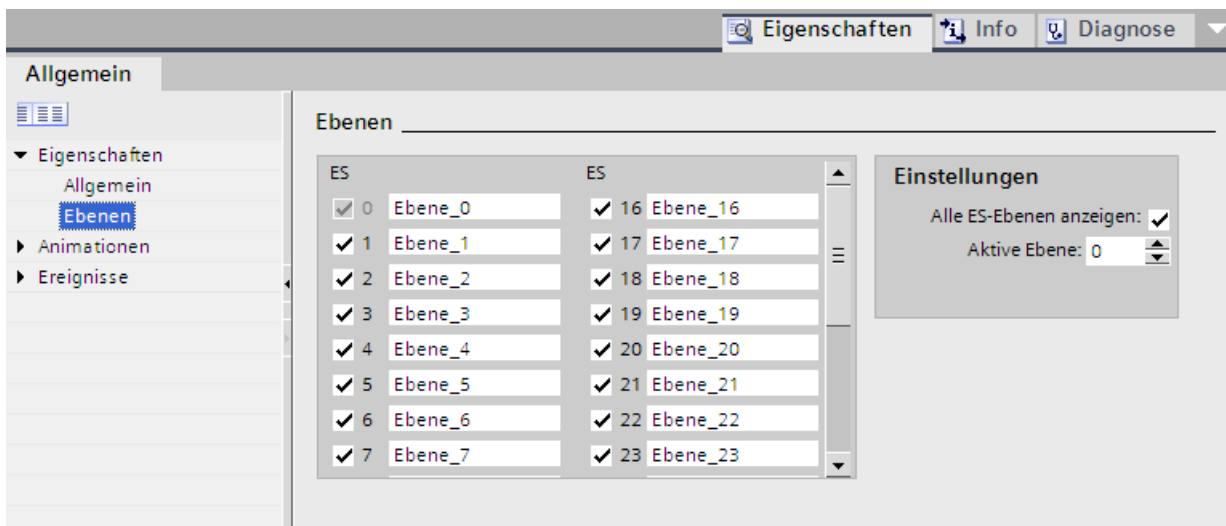 Eigenschaften Info Diagnose
Allgemein
Eigenschaften
Allgemein
Ebenen
Animationen
Ereignisse
Ebenen
ES ES
0 Ebene_0 16 Ebene_16
1 Ebene_1 17 Ebene_17
2 Ebene_2 18 Ebene_18
3 Ebene_3 19 Ebene_19
4 Ebene_4 20 Ebene_20
5 Ebene_5 21 Ebene_21
6 Ebene_6 22 Ebene_22
7 Ebene_7 23 Ebene_23
Einstellungen
Alle ES-Ebenen anzeigen:
Aktive Ebene: 0